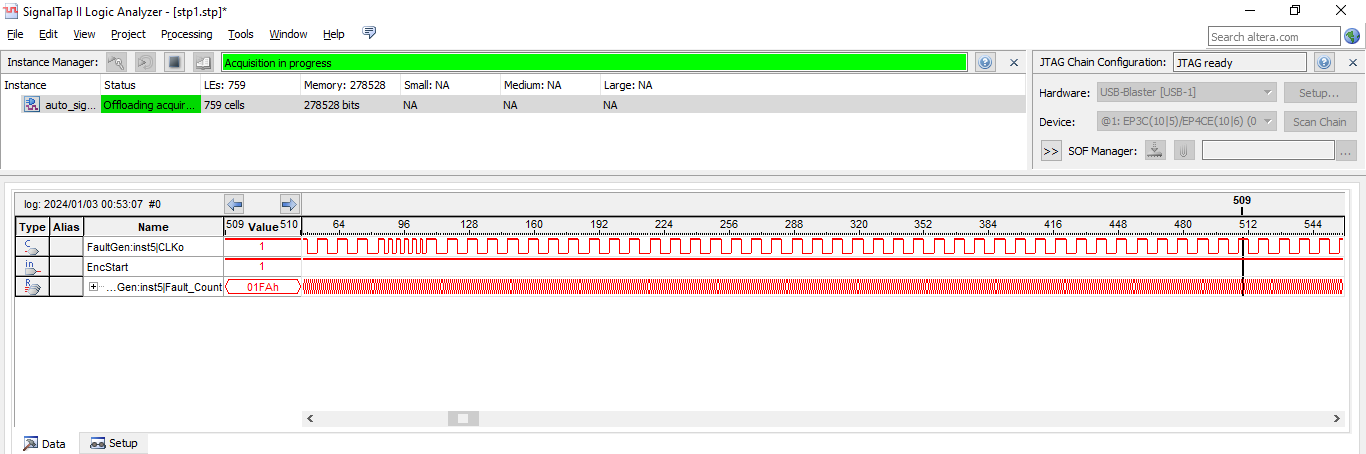 SignalTap II Logic Analyzer - [stp1.stp]*
File Edit View Project Processing Tools Window Help
Search altera.com
Instance Manager: Acquisition in progress
JTAG Chain Configuration: JTAG ready
Instance Status LEs: 759 Memory: 278528 Small: NA Medium: NA Large: NA
auto_sig... Offloading acquir... 759 cells 278528 bits NA NA NA
Hardware: USB-Blaster [USB-1] Setup...
Device: @1: EP3C(10|5)/EP4CE(10|6) (0 Scan Chain
>> SOF Manager: ...
log: 2024/01/03 00:53:07 #0
509
Type Alias Name 509 Value 510 64 96 128 160 192 224 256 288 320 352 384 416 448 480 512 544
C FaultGen:inst5|CLKo 1
in EncStart 1
R ...Gen:inst5|Fault_Count 01FAh
Data Setup